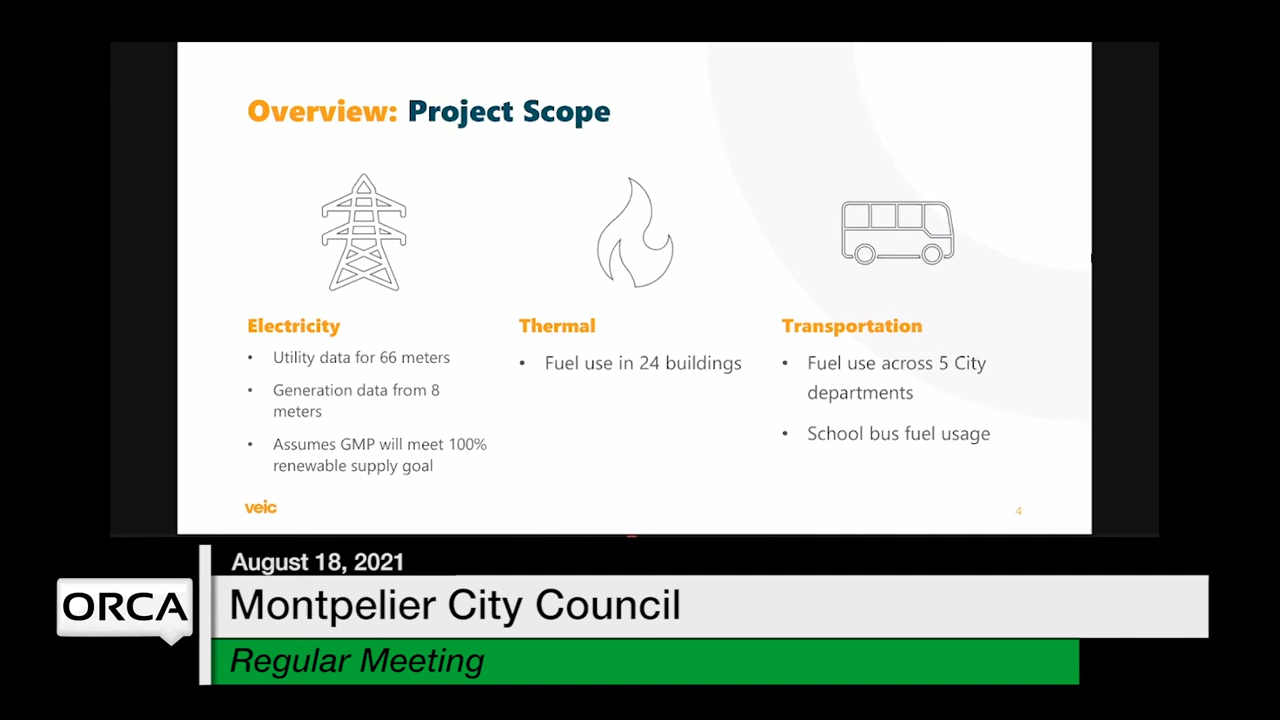 Overview: Project Scope
Electricity
• Utility data for 66 meters
• Generation data from 8
meters
• Assumes GMP will meet 100%
renewable supply goal
Thermal
• Fuel use in 24 buildings
Transportation
• Fuel use across 5 City
departments
• School bus fuel usage
veic
4
August 18, 2021
ORCA
Montpelier City Council
Regular Meeting